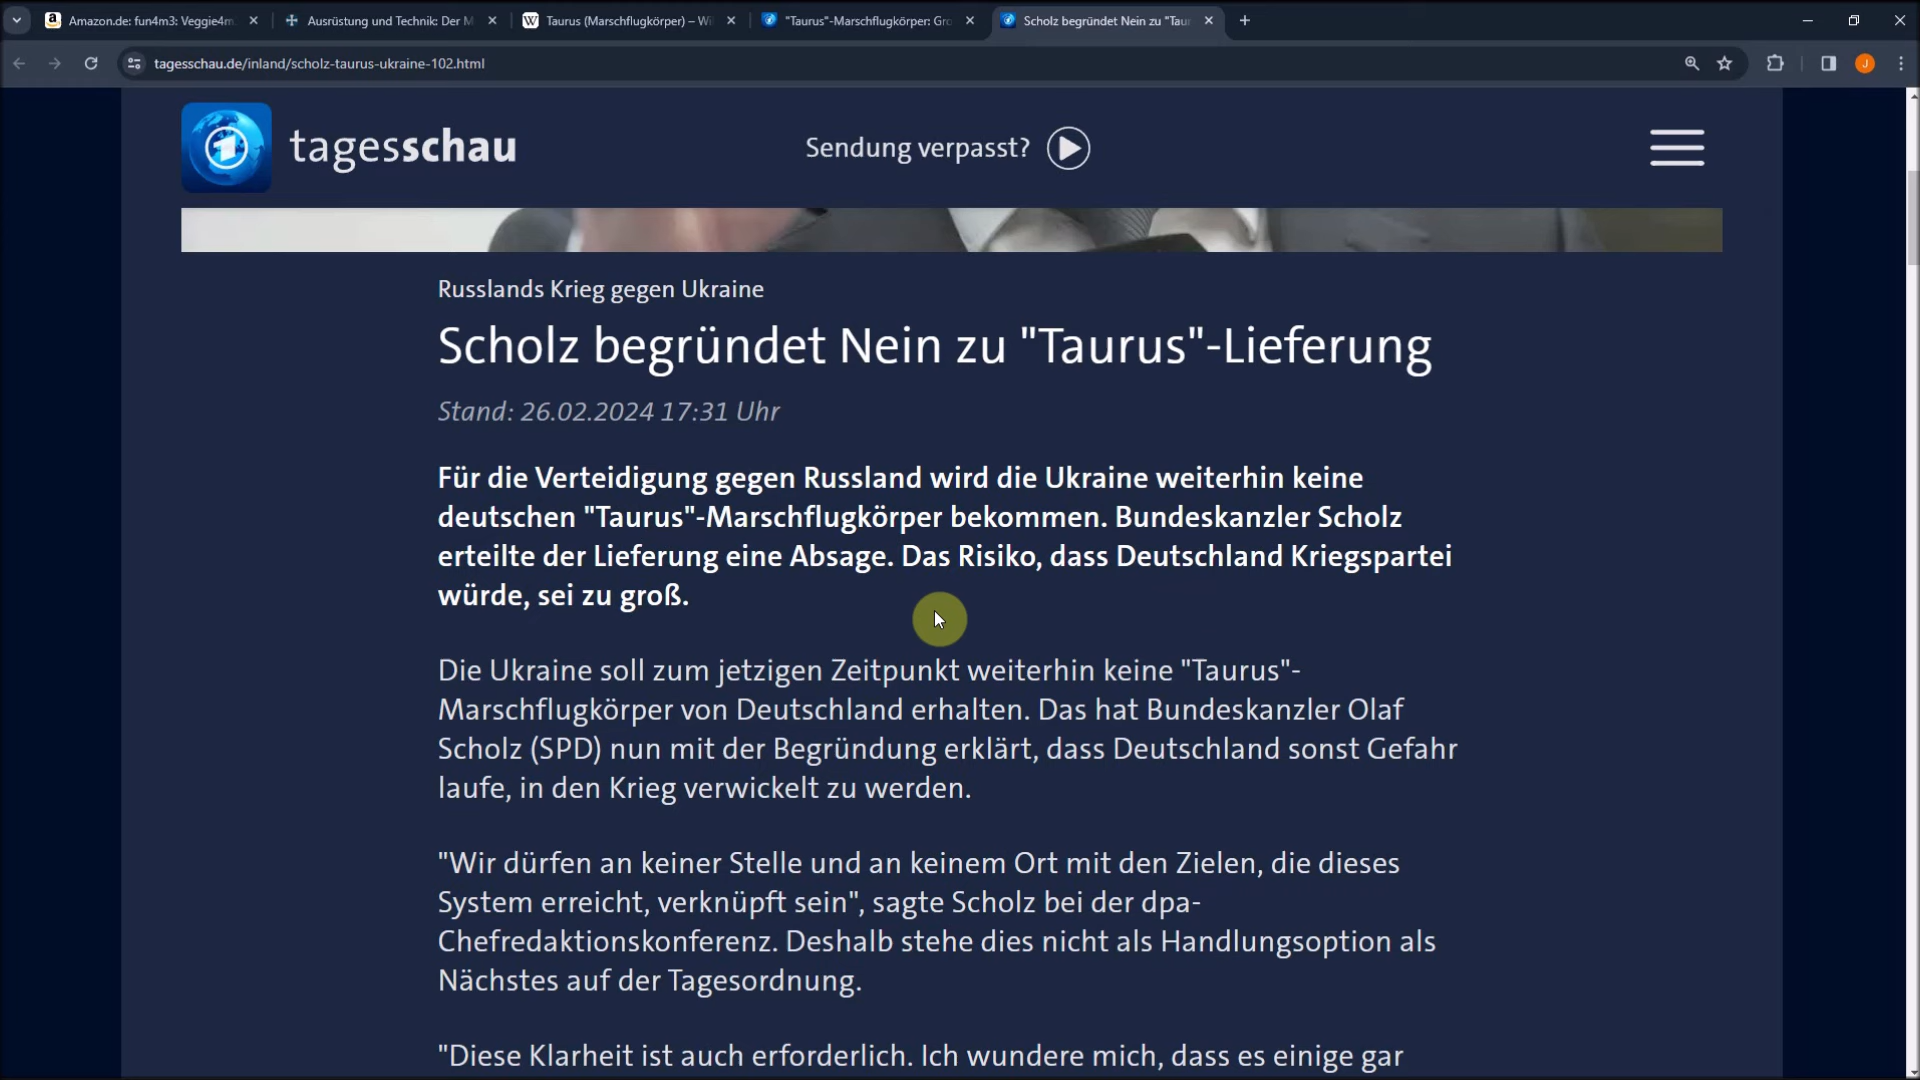 Amazon.de: fun4m3: Veggie4m
Ausrüstung und Technik: Der M
Taurus (Marschflugkörper) – Wi
"Taurus"-Marschflugkörper: Gro
Scholz begründet Nein zu "Tau
tagesschau.de/inland/scholz-taurus-ukraine-102.html
J
tagesschau
Sendung verpasst?
Russlands Krieg gegen Ukraine
Scholz begründet Nein zu "Taurus"-Lieferung
Stand: 26.02.2024 17:31 Uhr
Für die Verteidigung gegen Russland wird die Ukraine weiterhin keine
deutschen "Taurus"-Marschflugkörper bekommen. Bundeskanzler Scholz
erteilte der Lieferung eine Absage. Das Risiko, dass Deutschland Kriegspartei
würde, sei zu groß.
Die Ukraine soll zum jetzigen Zeitpunkt weiterhin keine "Taurus"-
Marschflugkörper von Deutschland erhalten. Das hat Bundeskanzler Olaf
Scholz (SPD) nun mit der Begründung erklärt, dass Deutschland sonst Gefahr
laufe, in den Krieg verwickelt zu werden.
"Wir dürfen an keiner Stelle und an keinem Ort mit den Zielen, die dieses
System erreicht, verknüpft sein", sagte Scholz bei der dpa-
Chefredaktionskonferenz. Deshalb stehe dies nicht als Handlungsoption als
Nächstes auf der Tagesordnung.
"Diese Klarheit ist auch erforderlich. Ich wundere mich, dass es einige gar